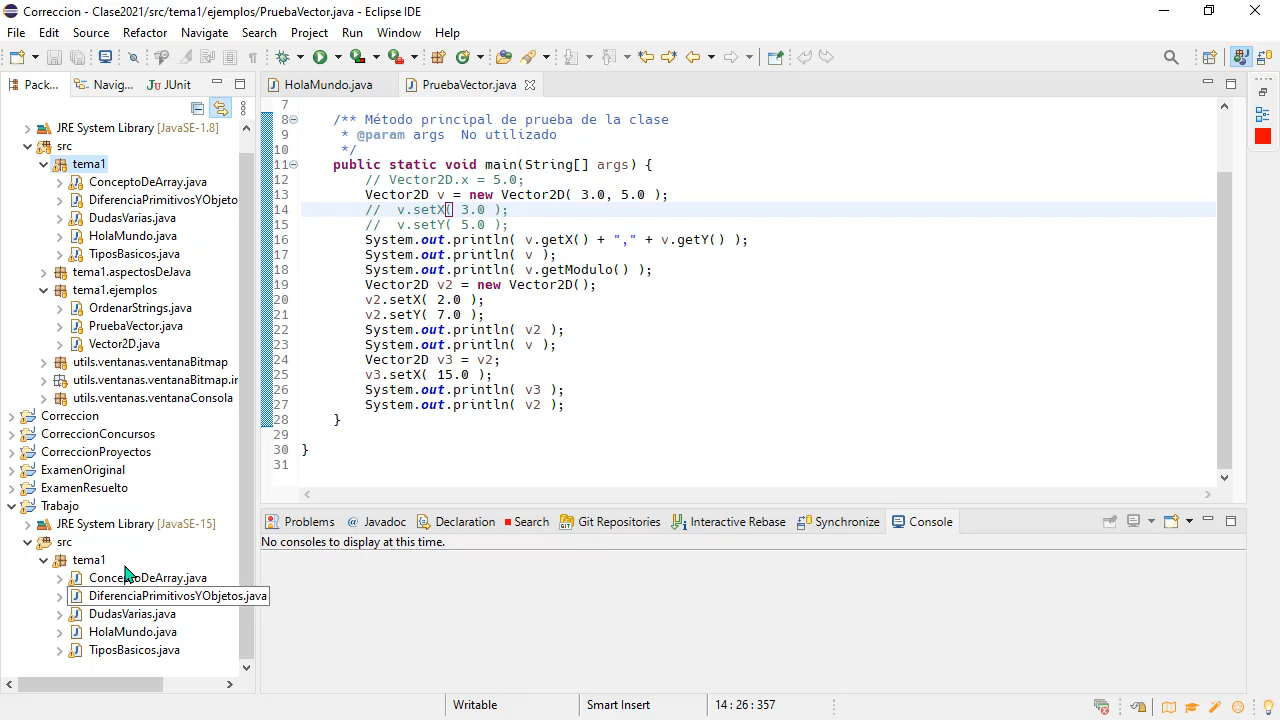 Correccion - Clase2021/src/tema1/ejemplos/PruebaVector.java - Eclipse IDE
File Edit Source Refactor Navigate Search Project Run Window Help
Pack... Navig... JUnit
HolaMundo.java PruebaVector.java
JRE System Library [JavaSE-1.8]
src
tema1
ConceptoDeArray.java
DiferenciaPrimitivosYObjeto
DudasVarias.java
HolaMundo.java
TiposBasicos.java
tema1.aspectosDeJava
tema1.ejemplos
OrdenarStrings.java
PruebaVector.java
Vector2D.java
utils.ventanas.ventanaBitmap
utils.ventanas.ventanaBitmap.ir
utils.ventanas.ventanaConsola
Correccion
CorreccionConcursos
CorreccionProyectos
ExamenOriginal
ExamenResuelto
Trabajo
JRE System Library [JavaSE-15]
src
tema1
ConceptoDeArray.java
DiferenciaPrimitivosYObjetos.java
DudasVarias.java
HolaMundo.java
TiposBasicos.java
7
8 /** Método principal de prueba de la clase
9 * @param args No utilizado
10 */
11 public static void main(String[] args) {
12 // Vector2D.x = 5.0;
13 Vector2D v = new Vector2D( 3.0, 5.0 );
14 // v.setX( 3.0 );
15 // v.setY( 5.0 );
16 System.out.println( v.getX() + "," + v.getY() );
17 System.out.println( v );
18 System.out.println( v.getModulo() );
19 Vector2D v2 = new Vector2D();
20 v2.setX( 2.0 );
21 v2.setY( 7.0 );
22 System.out.println( v2 );
23 System.out.println( v );
24 Vector2D v3 = v2;
25 v3.setX( 15.0 );
26 System.out.println( v3 );
27 System.out.println( v2 );
28 }
29
30 }
31
Problems @ Javadoc Declaration Search Git Repositories Interactive Rebase Synchronize Console
No consoles to display at this time.
Writable Smart Insert 14 : 26 : 357